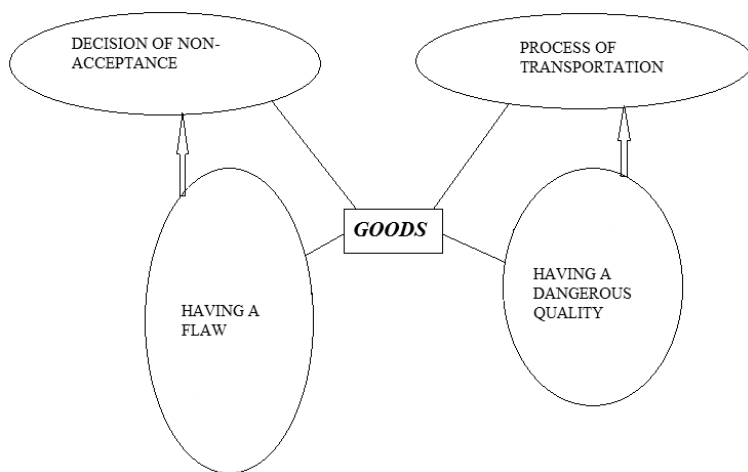 DECISION OF NON-
ACCEPTANCE
PROCESS OF
TRANSPORTATION
GOODS
HAVING A
FLAW
HAVING A
DANGEROUS
QUALITY